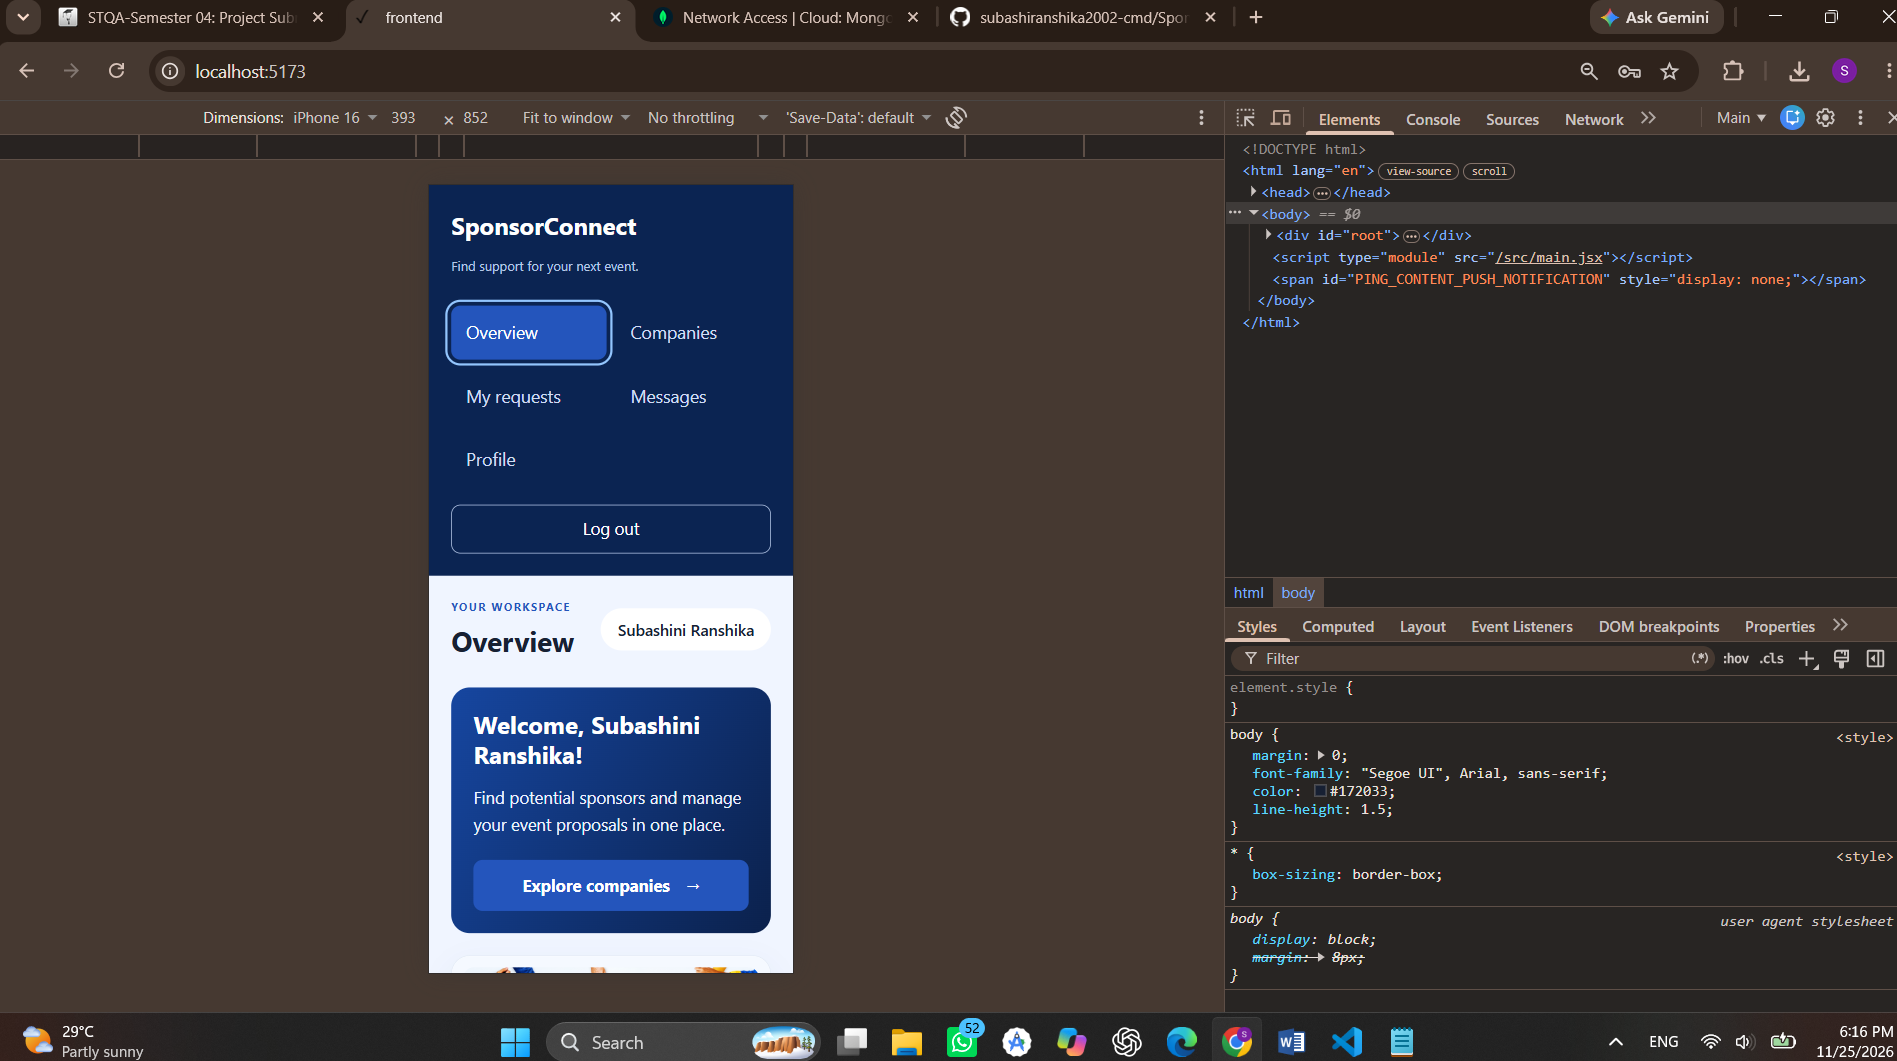 STQA-Semester 04: Project Sub
frontend
Network Access | Cloud: Mong
subashiranshika2002-cmd/Spor
Ask Gemini
localhost:5173
S
Dimensions: iPhone 16 393 × 852 Fit to window No throttling 'Save-Data': default
Elements Console Sources Network Main
SponsorConnect
Find support for your next event.
Overview Companies
My requests Messages
Profile
Log out
YOUR WORKSPACE
Overview
Subashini Ranshika
Welcome, Subashini
Ranshika!
Find potential sponsors and manage
your event proposals in one place.
Explore companies →
<!DOCTYPE html>
<html lang="en"> view-source scroll
<head> ••• </head>
••• <body> == $0
<div id="root"> ••• </div>
<script type="module" src="/src/main.jsx"></script>
<span id="PING_CONTENT_PUSH_NOTIFICATION" style="display: none;"></span>
</body>
</html>
html body
Styles Computed Layout Event Listeners DOM breakpoints Properties
Filter (.*) :hov .cls
element.style {
}
body { <style>
margin: 0;
font-family: "Segoe UI", Arial, sans-serif;
color: #172033;
line-height: 1.5;
}
* { <style>
box-sizing: border-box;
}
body { user agent stylesheet
display: block;
margin: 8px;
}
29°C
Partly sunny
Search
52
ENG
6:16 PM
11/25/2026